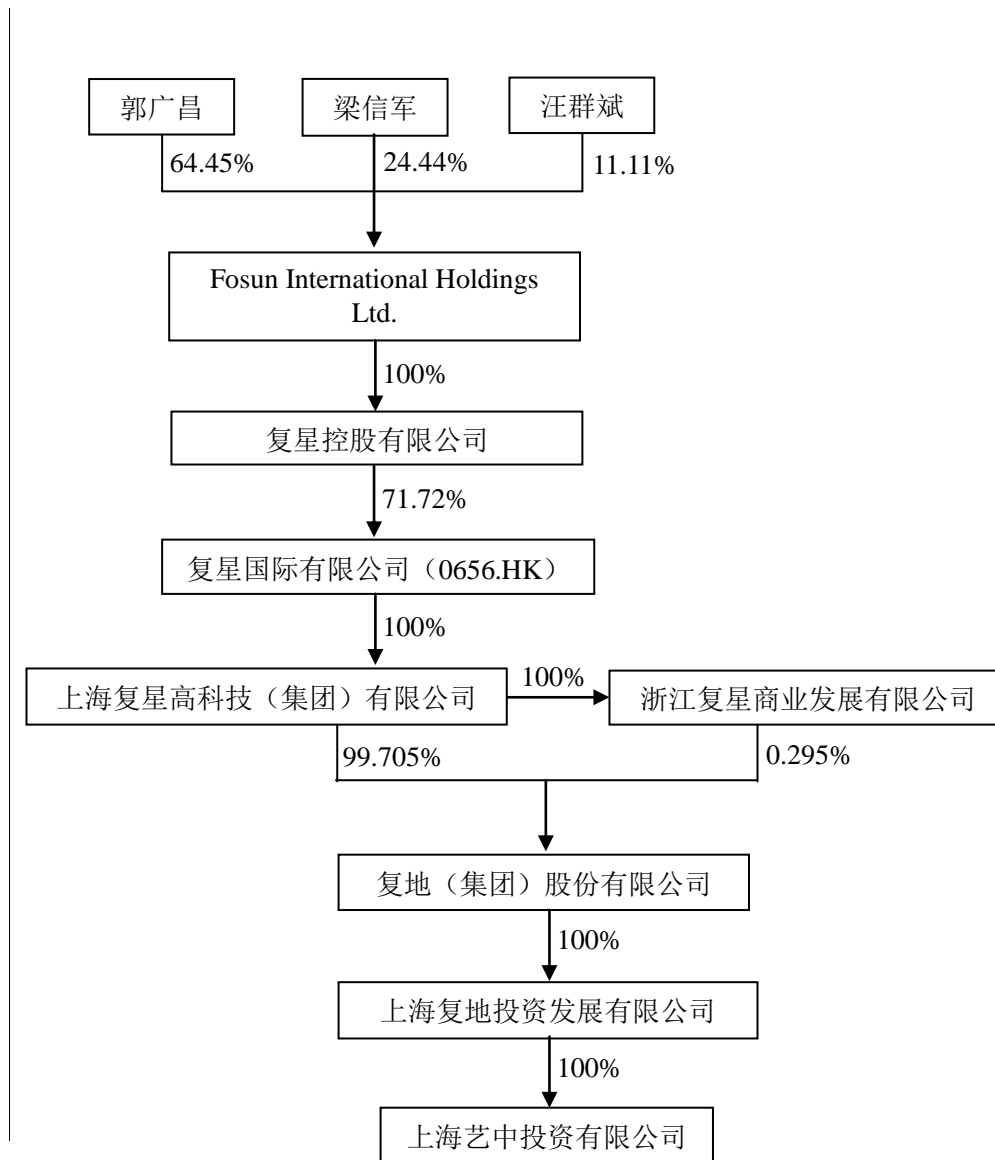 郭广昌
梁信军
汪群斌
64.45%
24.44%
11.11%
Fosun International Holdings
Ltd.
100%
复星控股有限公司
71.72%
复星国际有限公司（0656.HK）
100%
上海复星高科技（集团）有限公司
100%
浙江复星商业发展有限公司
99.705%
0.295%
复地（集团）股份有限公司
100%
上海复地投资发展有限公司
100%
上海艺中投资有限公司